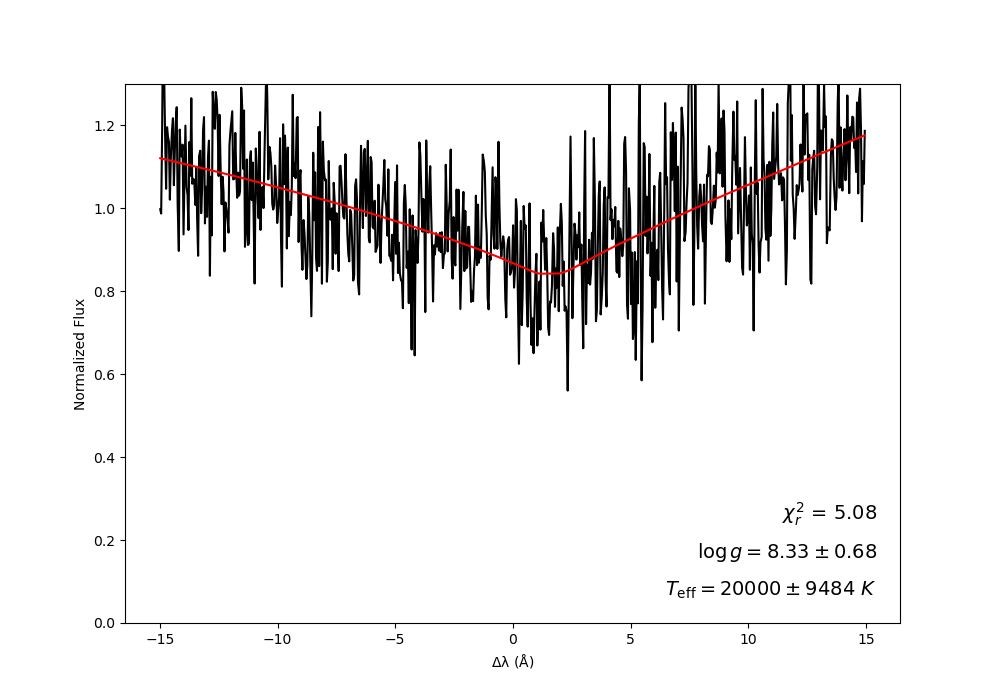 1.2
1.0
0.8
0.6
0.4
0.2
0.0
Normalized Flux
χ²ᵣ = 5.08
log g = 8.33 ± 0.68
T_eff = 20000 ± 9484 K
−15 −10 −5 0 5 10 15
Δλ (Å)